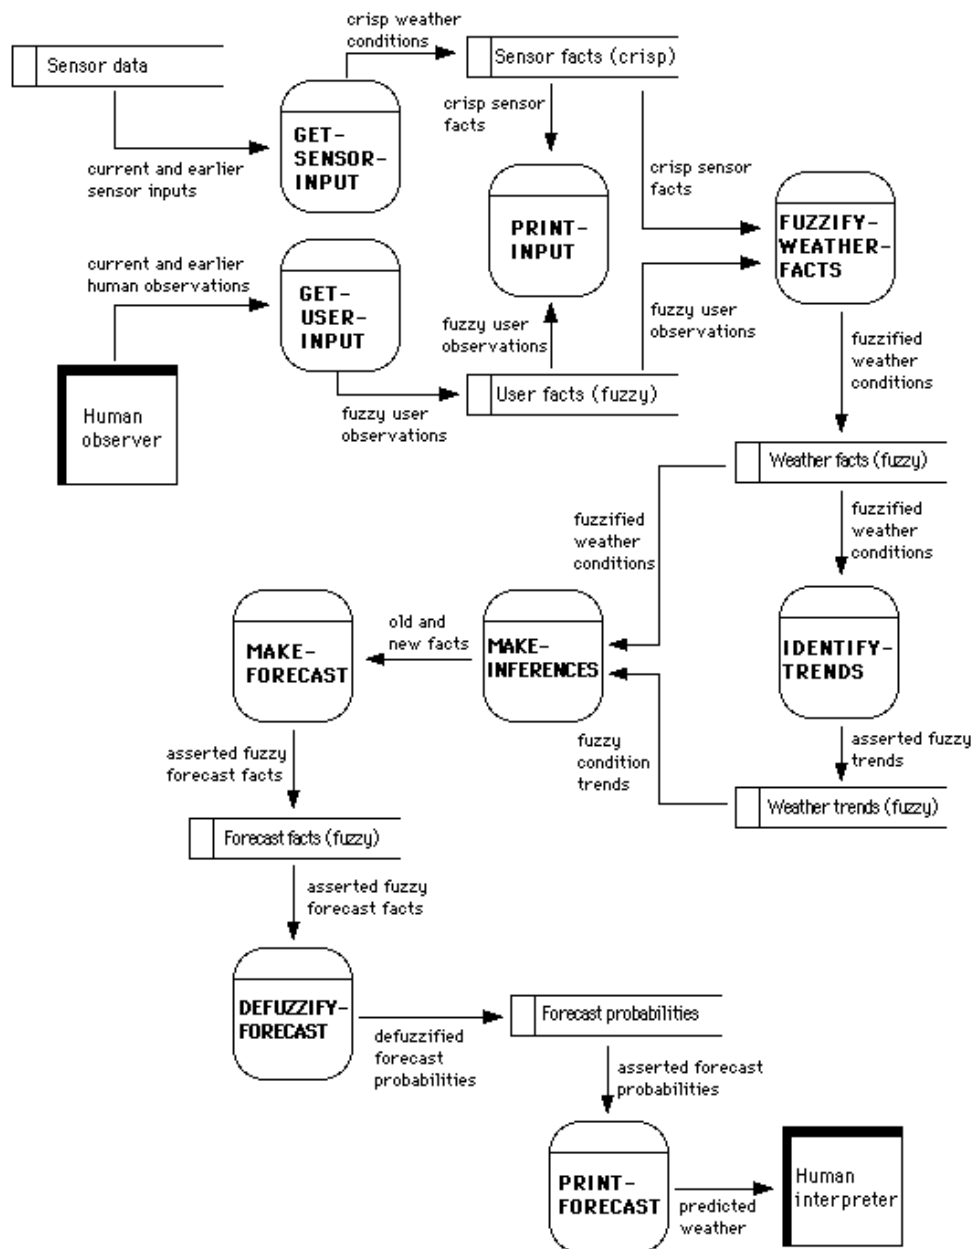 crisp weather
conditions
Sensor data
Sensor facts (crisp)
GET-
SENSOR-
INPUT
crisp sensor
facts
current and earlier
sensor inputs
crisp sensor
facts
PRINT-
INPUT
FUZZIFY-
WEATHER-
FACTS
current and earlier
human observations
GET-
USER-
INPUT
fuzzy user
observations
fuzzy user
observations
fuzzified
weather
conditions
Human
observer
fuzzy user
observations
User facts (fuzzy)
Weather facts (fuzzy)
fuzzified
weather
conditions
fuzzified
weather
conditions
MAKE-
FORECAST
old and
new facts
MAKE-
INFERENCES
IDENTIFY-
TRENDS
asserted fuzzy
forecast facts
fuzzy
condition
trends
asserted fuzzy
trends
Weather trends (fuzzy)
Forecast facts (fuzzy)
asserted fuzzy
forecast facts
DEFUZZIFY-
FORECAST
defuzzified
forecast
probabilities
Forecast probabilities
asserted forecast
probabilities
PRINT-
FORECAST
predicted
weather
Human
interpreter